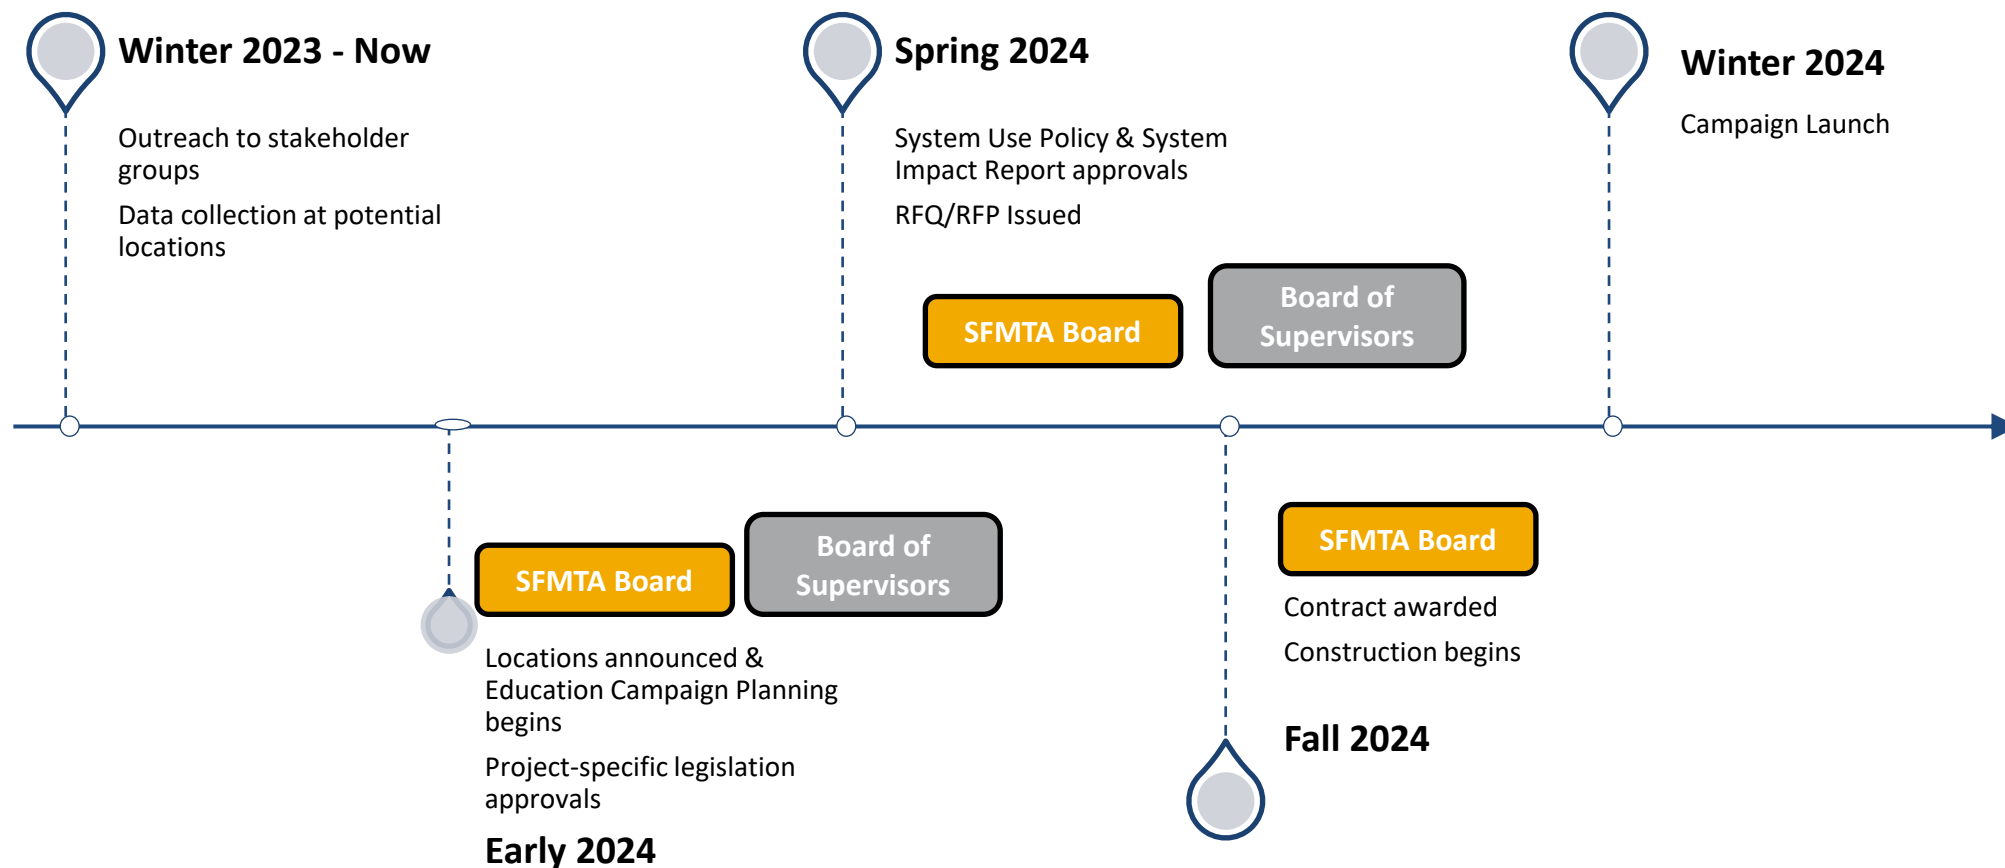 Winter 2023 - Now
Outreach to stakeholder
groups
Data collection at potential
locations
SFMTA Board
Board of
Supervisors
Locations announced &
Education Campaign Planning
begins
Project-specific legislation
approvals
Early 2024
Spring 2024
System Use Policy & System
Impact Report approvals
RFQ/RFP Issued
SFMTA Board
Board of
Supervisors
SFMTA Board
Contract awarded
Construction begins
Fall 2024
Winter 2024
Campaign Launch